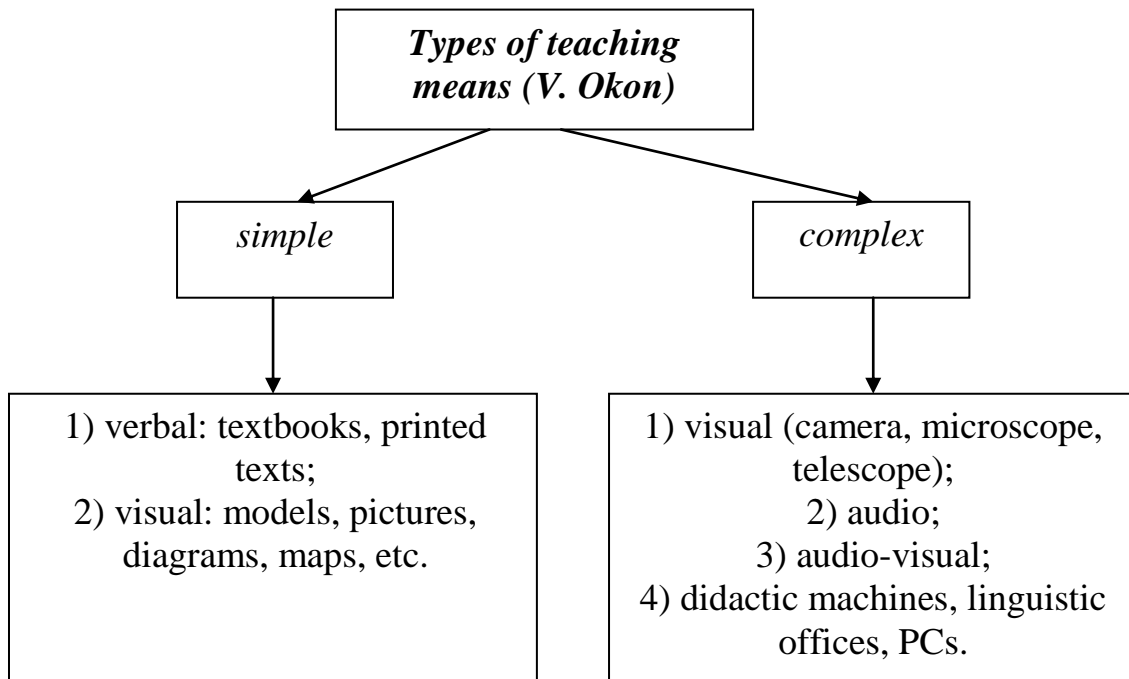 Types of teaching
means (V. Okon)
simple
complex
1) verbal: textbooks, printed
texts;
2) visual: models, pictures,
diagrams, maps, etc.
1) visual (camera, microscope,
telescope);
2) audio;
3) audio-visual;
4) didactic machines, linguistic
offices, PCs.